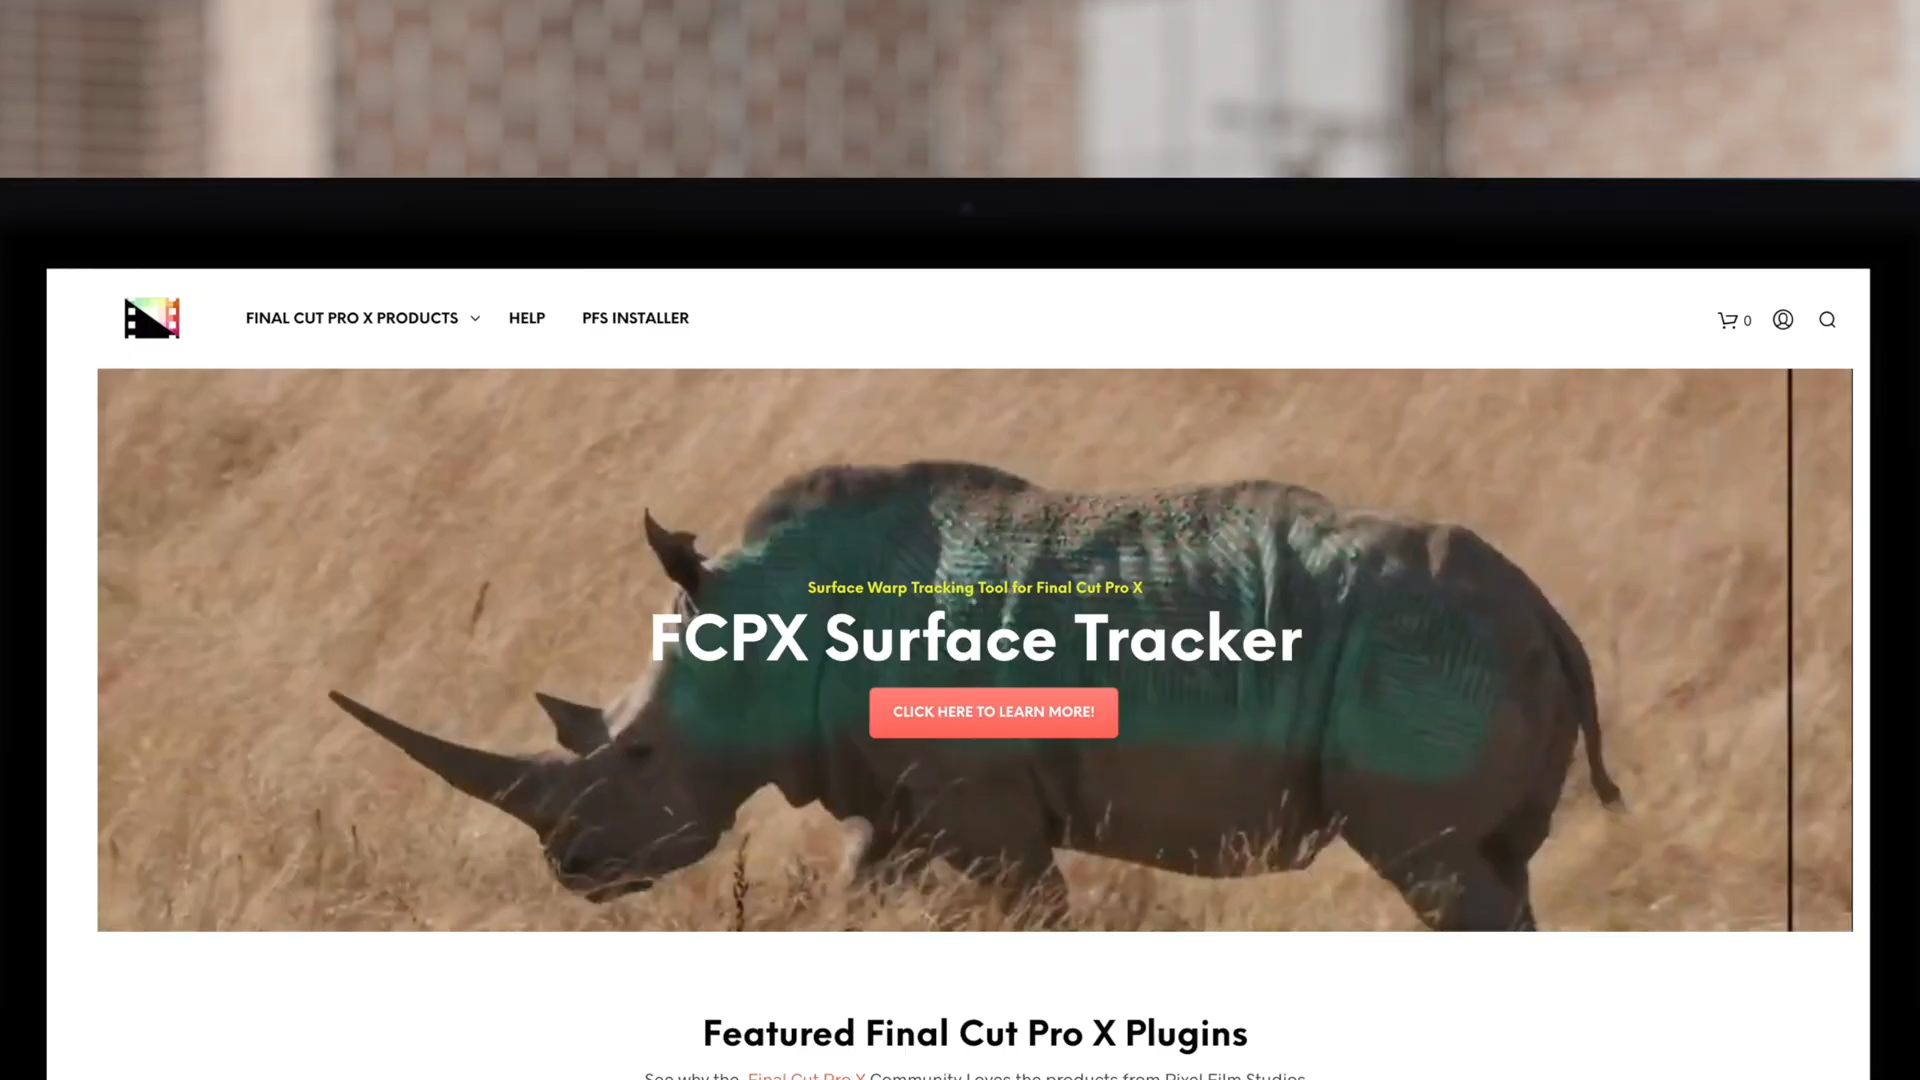 FINAL CUT PRO X PRODUCTS HELP PFS INSTALLER 0
Surface Warp Tracking Tool for Final Cut Pro X
FCPX Surface Tracker
CLICK HERE TO LEARN MORE!
Featured Final Cut Pro X Plugins
See why the Final Cut Pro X Community Loves the products from Pixel Film Studios